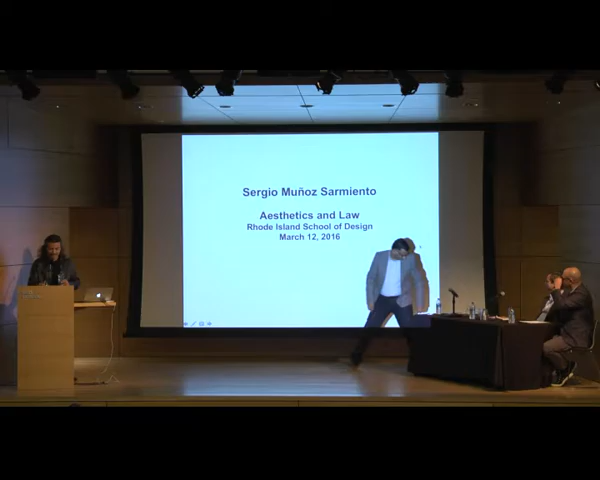 Sergio Muñoz Sarmiento
Aesthetics and Law
Rhode Island School of Design
March 12, 2016